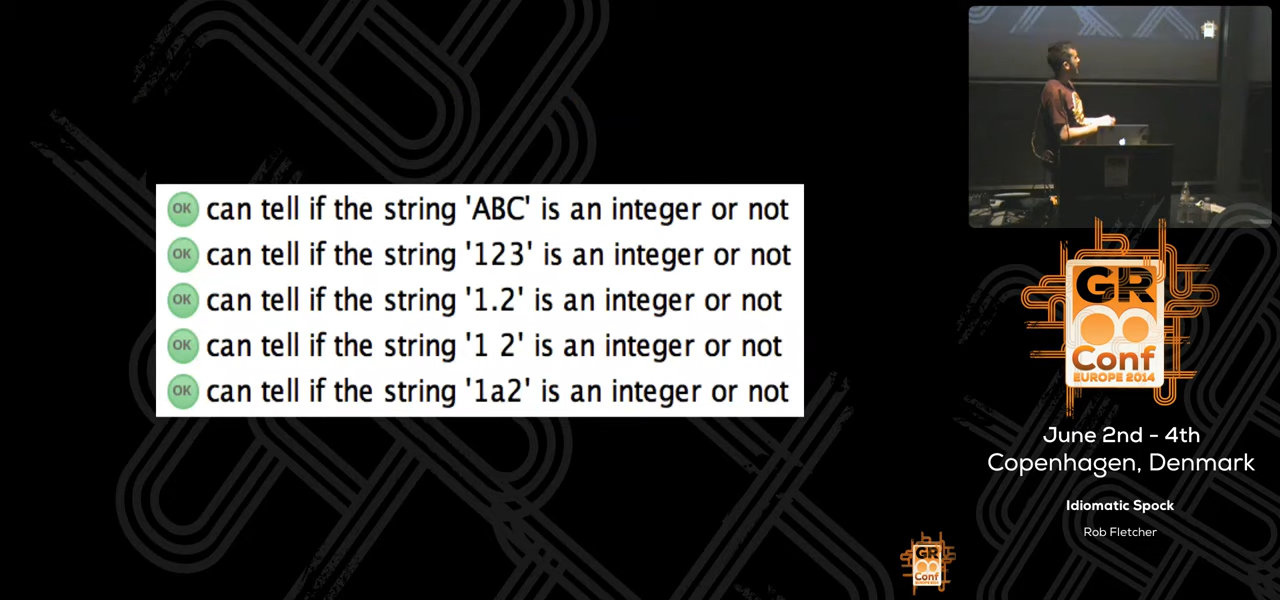 OK can tell if the string 'ABC' is an integer or not
OK can tell if the string '123' is an integer or not
OK can tell if the string '1.2' is an integer or not
OK can tell if the string '1 2' is an integer or not
OK can tell if the string '1a2' is an integer or not
GR
Conf
EUROPE 2014
June 2nd - 4th
Copenhagen, Denmark
Idiomatic Spock
Rob Fletcher
GR
Conf
EUROPE 2014